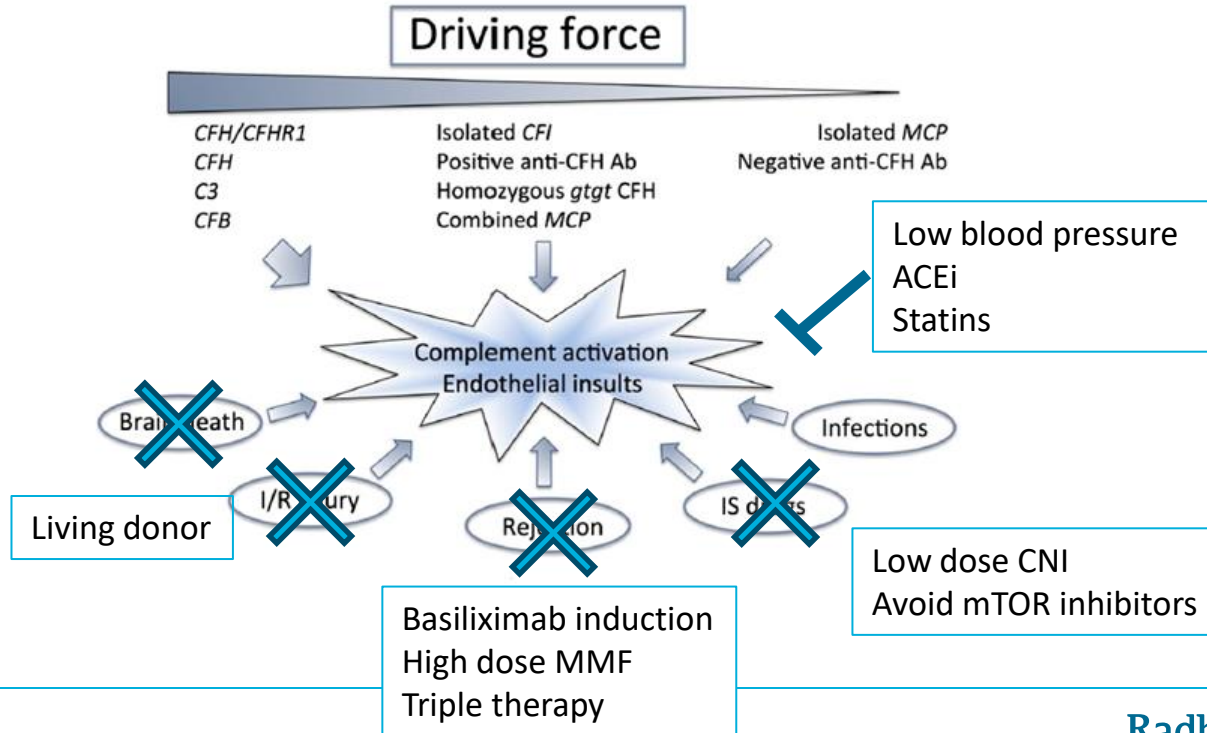 Driving force
CFH/CFHR1
CFH
C3
CFB
Isolated CFI
Positive anti-CFH Ab
Homozygous gtgt CFH
Combined MCP
Isolated MCP
Negative anti-CFH Ab
Low blood pressure
ACEi
Statins
Complement activation
Endothelial insults
Infections
Living donor
I/R
Low dose CNI
Avoid mTOR inhibitors
Basiliximab induction
High dose MMF
Triple therapy